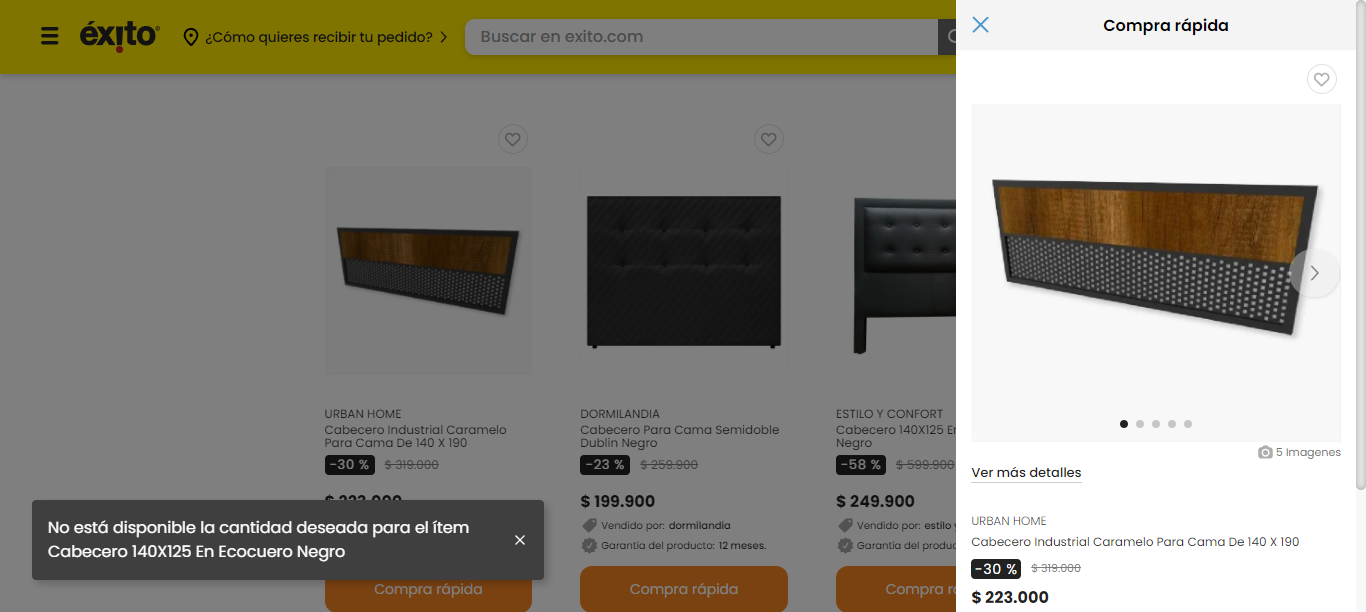 éxito
¿Cómo quieres recibir tu pedido?
Buscar en exito.com
URBAN HOME
Cabecero Industrial Caramelo
Para Cama De 140 X 190
-30 % $ 319.000
$ 223.000
Compra rápida
DORMILANDIA
Cabecero Para Cama Semidoble
Dublin Negro
-23 % $ 259.900
$ 199.900
Vendido por: dormilandia
Garantía del producto: 12 meses.
Compra rápida
ESTILO Y CONFORT
Cabecero 140X125
Negro
-58 % $ 599.900
$ 249.900
Vendido por: estilo
Garantía del
Compra
No está disponible la cantidad deseada para el ítem
Cabecero 140X125 En Ecocuero Negro
Compra rápida
5 Imagenes
Ver más detalles
URBAN HOME
Cabecero Industrial Caramelo Para Cama De 140 X 190
-30 % $ 319.000
$ 223.000